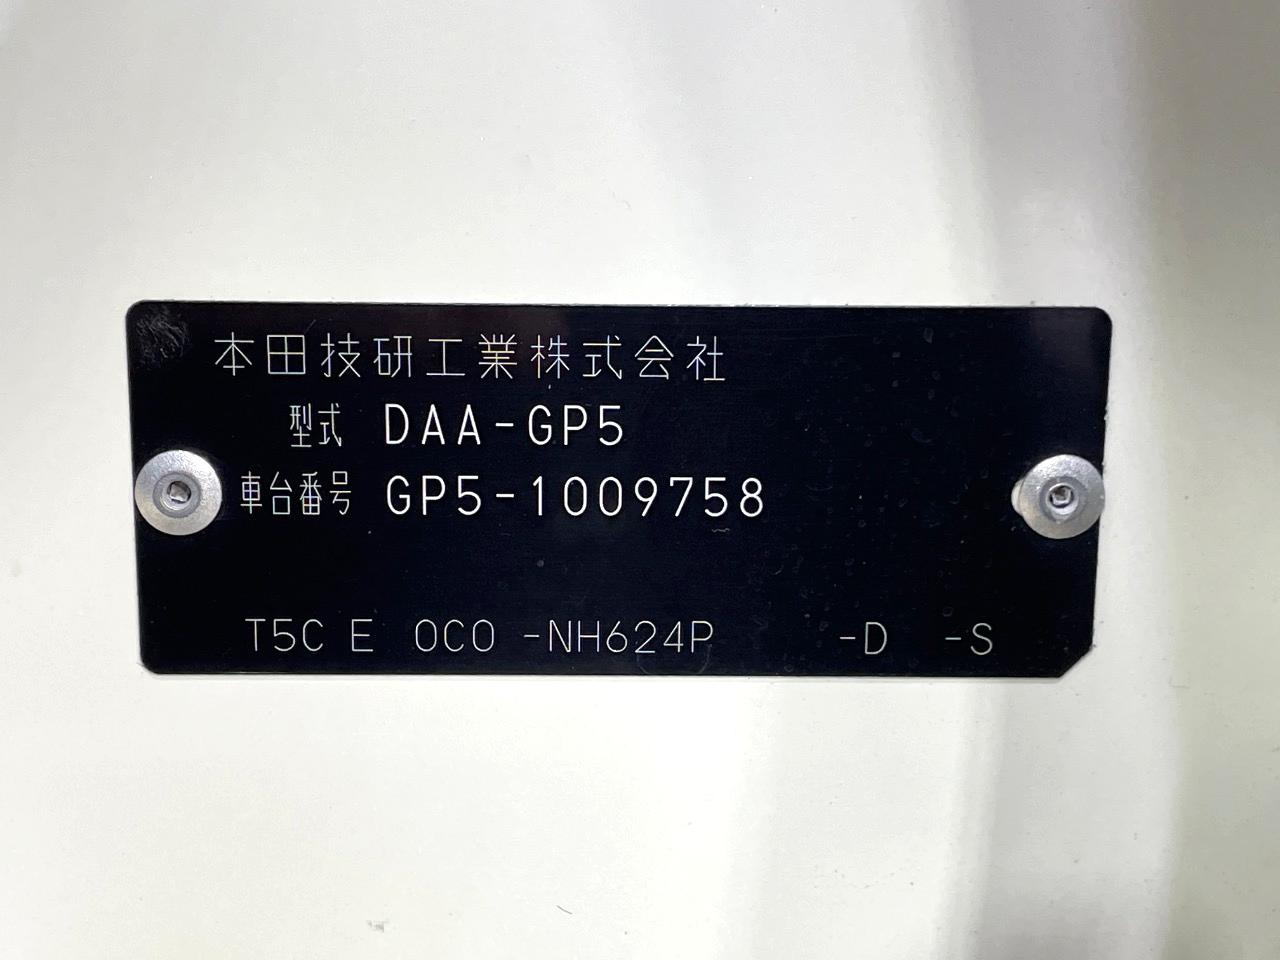 本田技研工業株式会社
型式 DAA-GP5
車台番号 GP5-1009758
T5C E 0C0 -NH624P -D -S